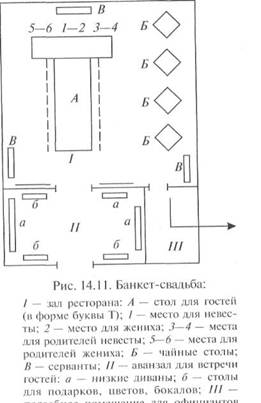 В
5—6 1—2 3—4
Б
А
Б
Б
В
Б
В
I
б а
а II а
б б
III
Рис. 14.11. Банкет-свадьба:
I — зал ресторана: А — стол для гостей
(в форме буквы Т); 1 — место для невес-
ты; 2 — место для жениха; 3—4 — места
для родителей невесты; 5—6 — места для
родителей жениха; Б — чайные столы;
В — серванты; II — аванзал для встречи
гостей: а — низкие диваны; б — столы
для подарков, цветов, бокалов; III —
помещение для официантов